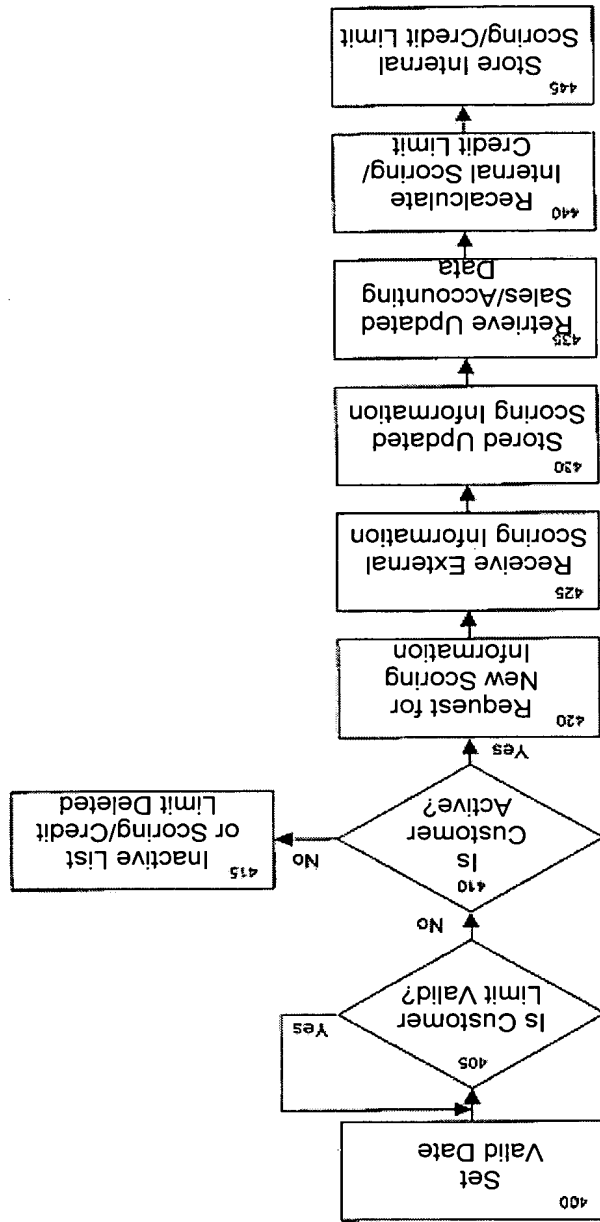 400
Set
Valid Date
405
Is Customer
Limit Valid?
Yes
No
410
Is
Customer
Active?
No
415
Inactive List
or Scoring/Credit
Limit Deleted
Yes
420
Request for
New Scoring
Information
425
Receive External
Scoring Information
430
Stored Updated
Scoring Information
435
Retrieve Updated
Sales/Accounting
Data
440
Recalculate
Internal Scoring/
Credit Limit
445
Store Internal
Scoring/Credit Limit